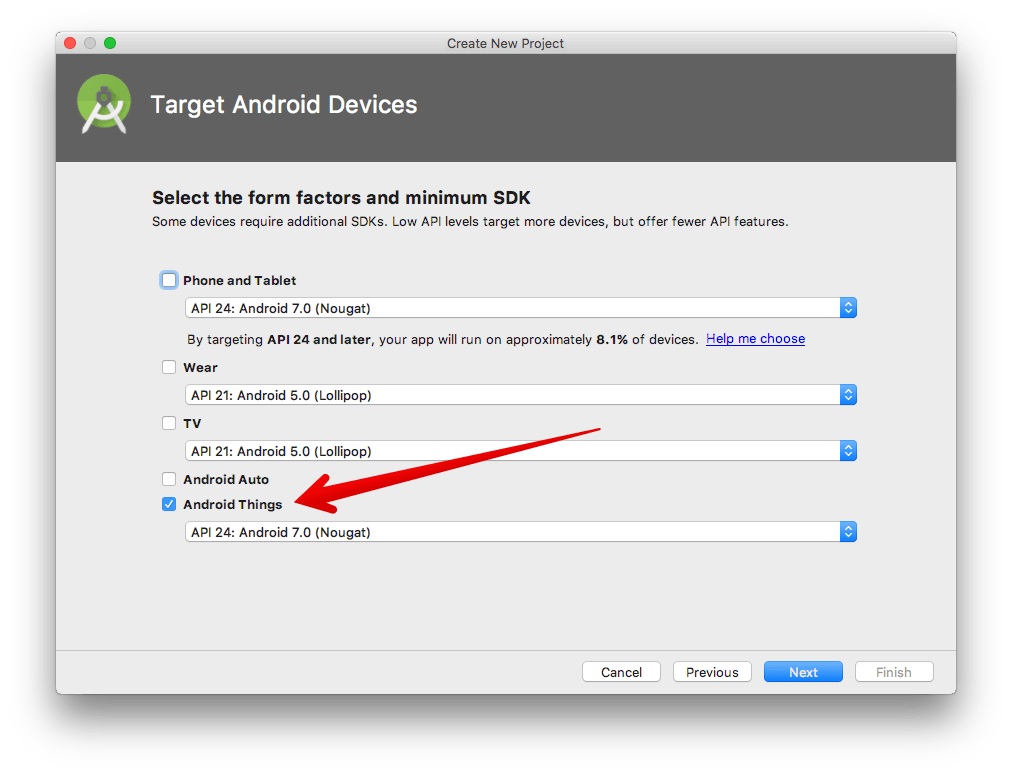 Create New Project
Target Android Devices
Select the form factors and minimum SDK
Some devices require additional SDKs. Low API levels target more devices, but offer fewer API features.
Phone and Tablet
API 24: Android 7.0 (Nougat)
By targeting API 24 and later, your app will run on approximately 8.1% of devices. Help me choose
Wear
API 21: Android 5.0 (Lollipop)
TV
API 21: Android 5.0 (Lollipop)
Android Auto
Android Things
API 24: Android 7.0 (Nougat)
Cancel Previous Next Finish